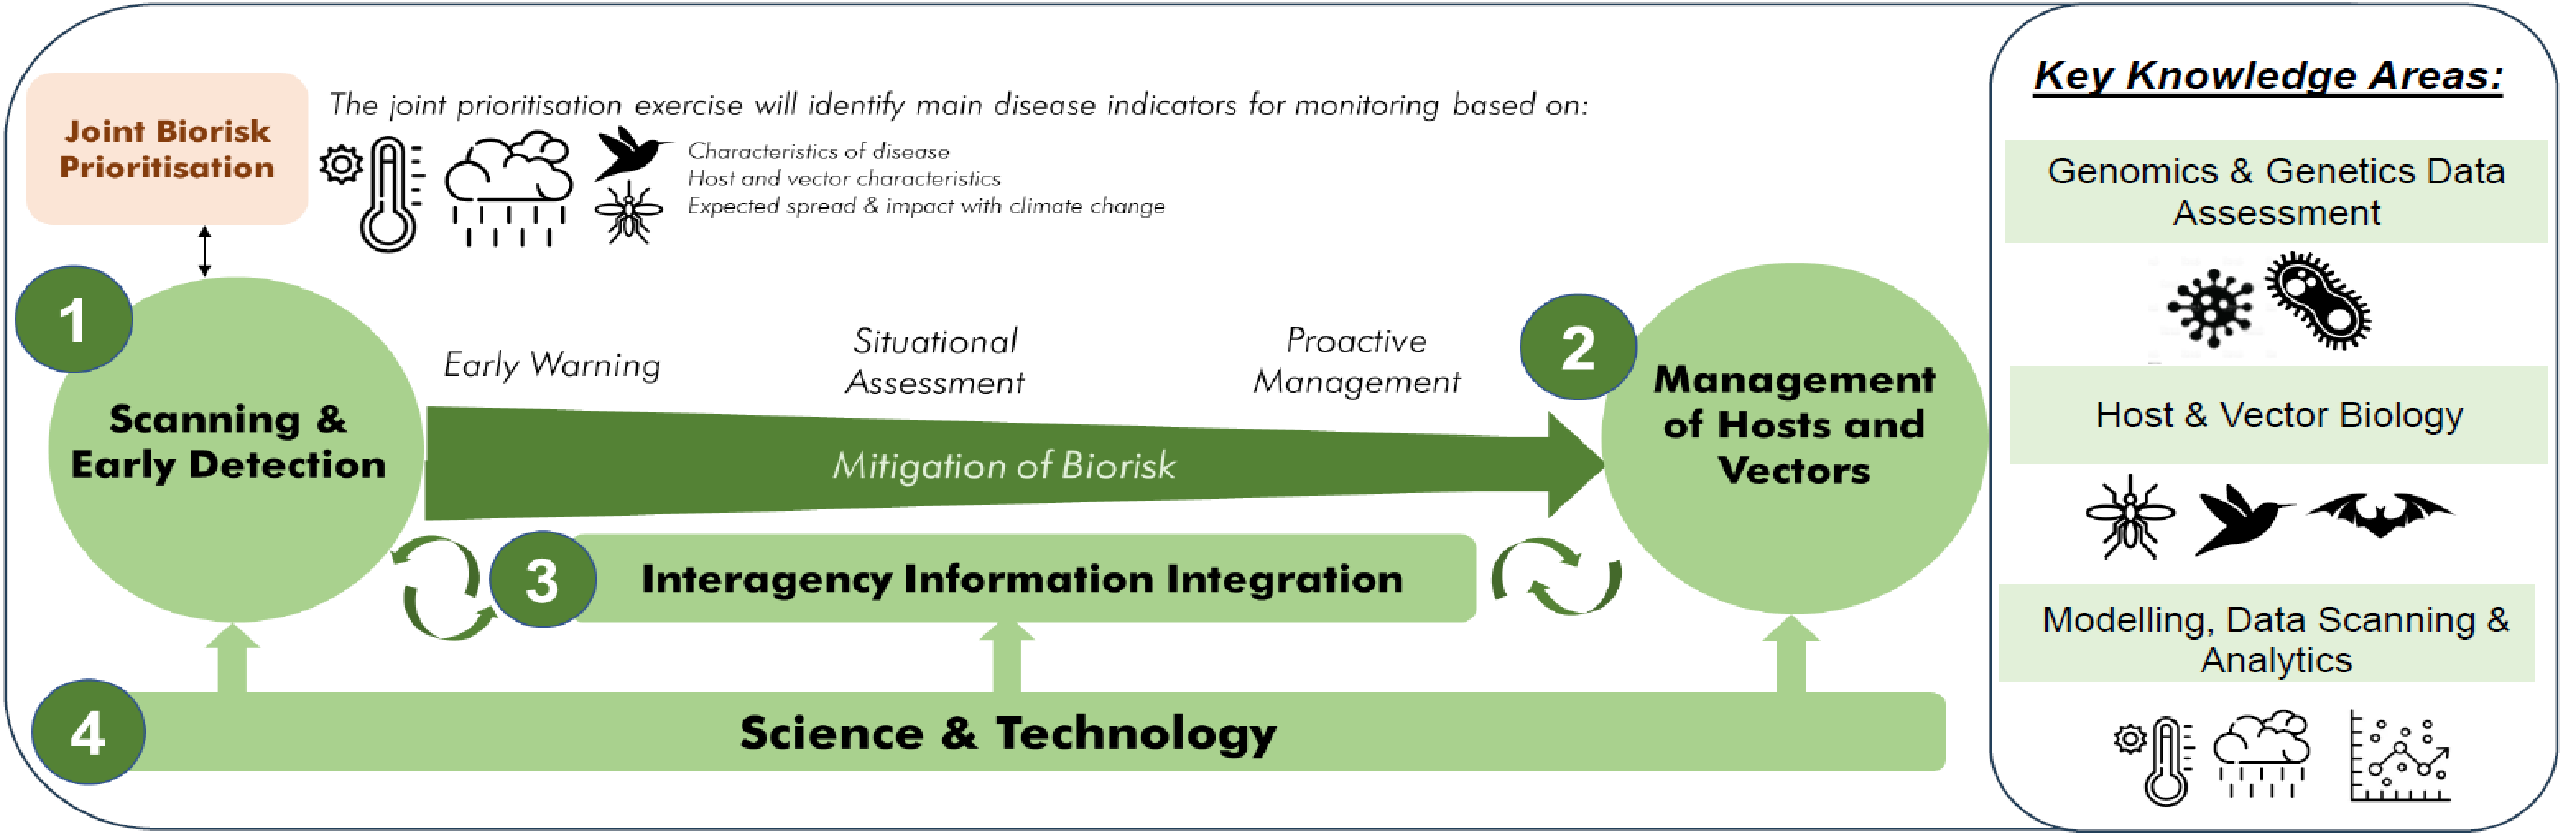 Joint Biorisk
Prioritisation
The joint prioritisation exercise will identify main disease indicators for monitoring based on:
Characteristics of disease
Host and vector characteristics
Expected spread & impact with climate change
1
Scanning &
Early Detection
Early Warning
Situational
Assessment
Proactive
Management
Mitigation of Biorisk
2
Management
of Hosts and
Vectors
3
Interagency Information Integration
4
Science & Technology
Key Knowledge Areas:
Genomics & Genetics Data
Assessment
Host & Vector Biology
Modelling, Data Scanning &
Analytics